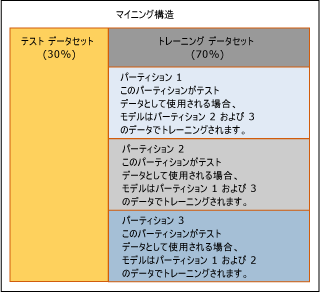 マイニング構造
テスト データセット
(30%)
トレーニング データセット
(70%)
パーティション 1
このパーティションがテスト
データとして使用される場合、
モデルはパーティション 2 および 3
のデータでトレーニングされます。
パーティション 2
このパーティションがテスト
データとして使用される場合、
モデルはパーティション 1 および 3
のデータでトレーニングされます。
パーティション 3
このパーティションがテスト
データとして使用される場合、
モデルはパーティション 1 および 2
のデータでトレーニングされます。